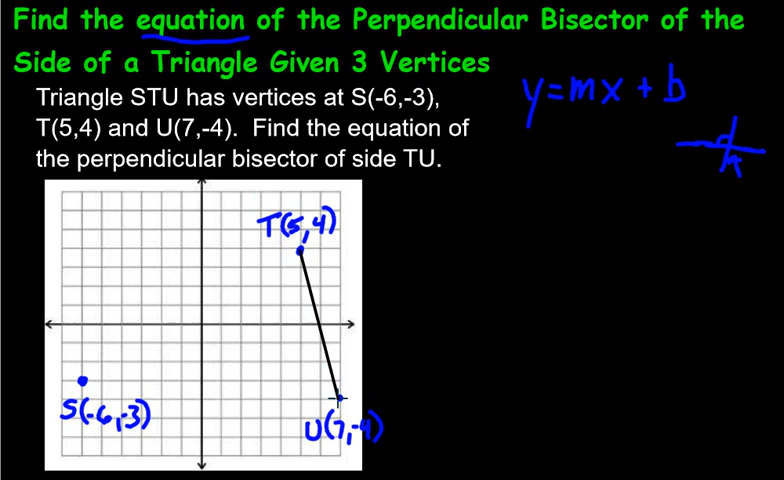 Find the equation of the Perpendicular Bisector of the
Side of a Triangle Given 3 Vertices
Triangle STU has vertices at S(-6,-3),
T(5,4) and U(7,-4).  Find the equation of
the perpendicular bisector of side TU.
y=mx + b
T(5,4)
S(-6,-3)
U(7,-4)